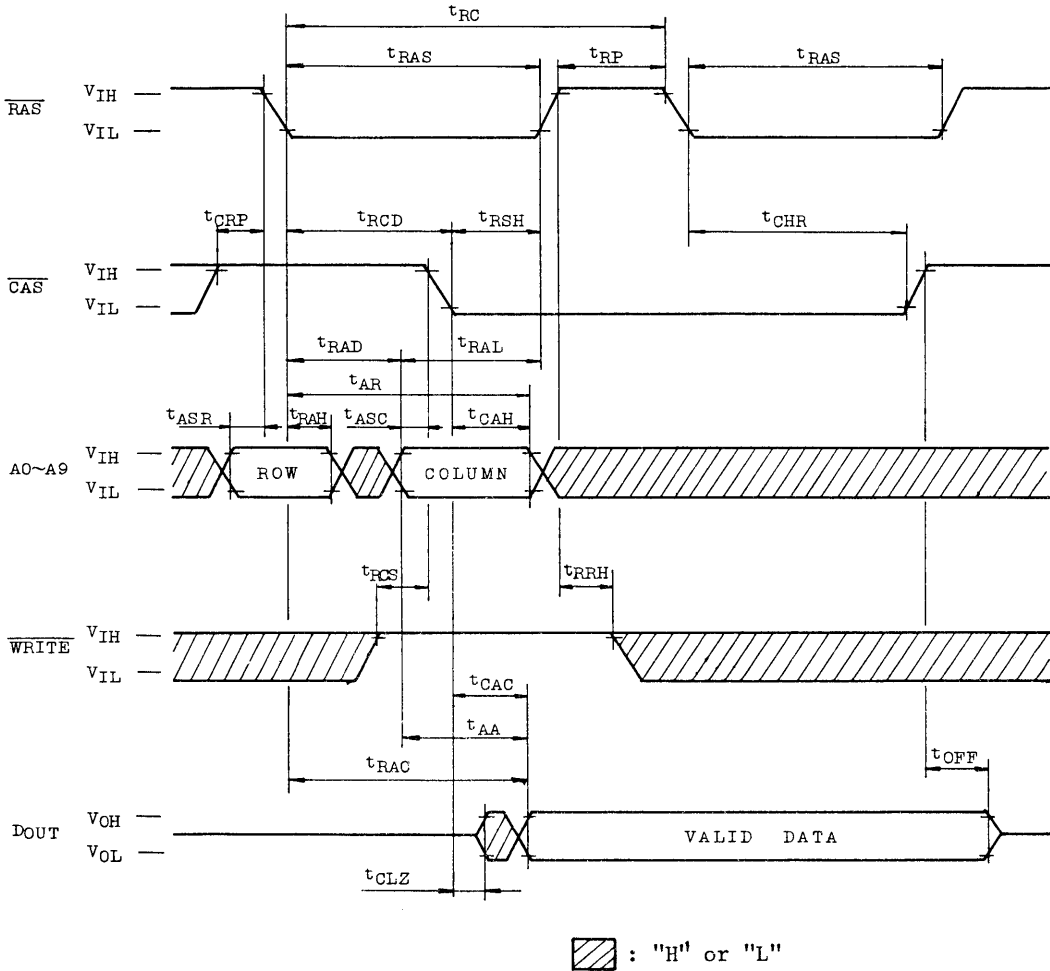 tRC
tRAS tRP tRAS
RAS VIH
VIL
tCRP tRCD tRSH tCHR
CAS VIH
VIL
tRAD tRAL
tAR
tASR tRAH tASC tCAH
A0~A9 VIH
VIL
ROW COLUMN
tRCS tRRH
WRITE VIH
VIL
tCAC
tAA
tRAC tOFF
DOUT VOH
VOL
VALID DATA
tCLZ
: "H" or "L"